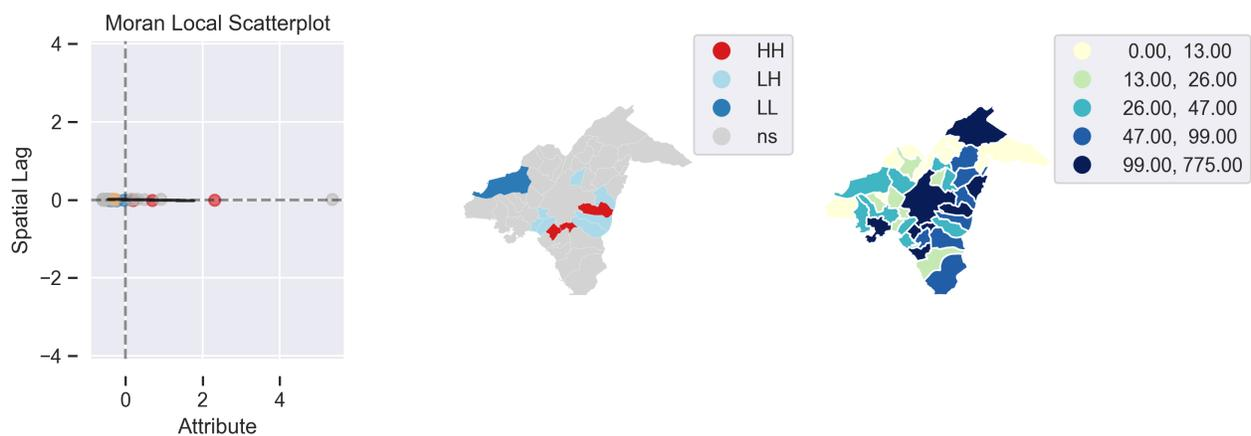 Moran Local Scatterplot
4
2
0
−2
−4
Spatial Lag
0 2 4
Attribute
HH
LH
LL
ns
0.00, 13.00
13.00, 26.00
26.00, 47.00
47.00, 99.00
99.00, 775.00